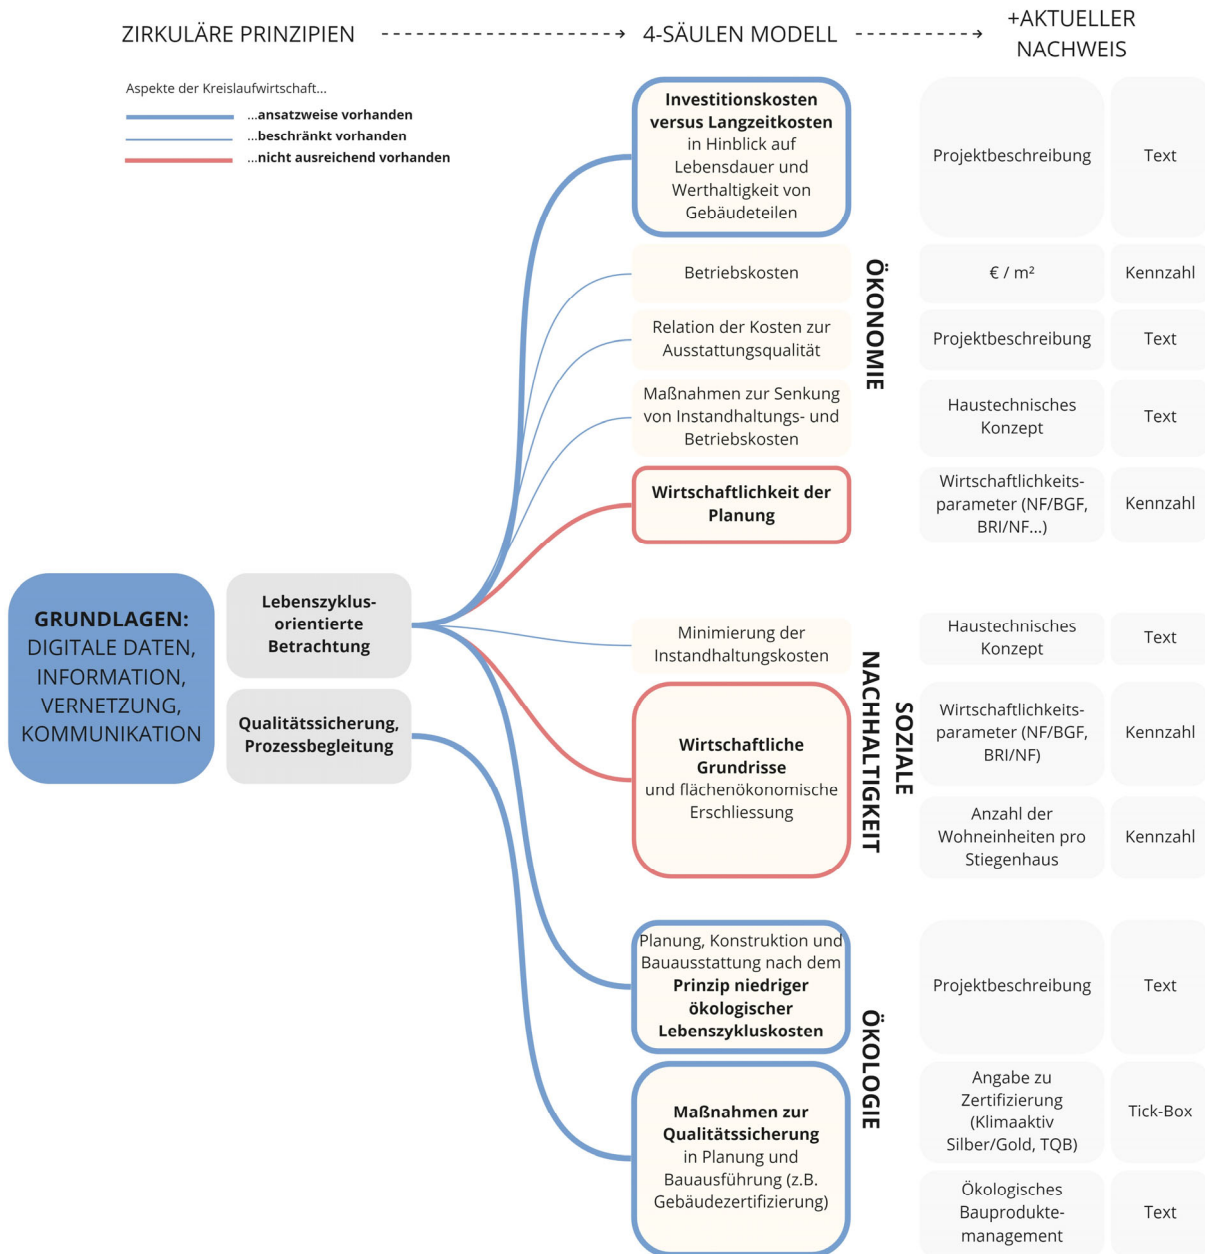 ZIRKULÄRE PRINZIPIEN
4-SÄULEN MODELL
+AKTUELLER
NACHWEIS
Aspekte der Kreislaufwirtschaft...
...ansatzweise vorhanden
...beschränkt vorhanden
...nicht ausreichend vorhanden
GRUNDLAGEN:
DIGITALE DATEN,
INFORMATION,
VERNETZUNG,
KOMMUNIKATION
Lebenszyklus-
orientierte
Betrachtung
Qualitätssicherung,
Prozessbegleitung
ÖKONOMIE
Investitionskosten
versus Langzeitkosten
in Hinblick auf
Lebensdauer und
Werthaltigkeit von
Gebäudeteilen
Projektbeschreibung
Text
Betriebskosten
€ / m²
Kennzahl
Relation der Kosten zur
Ausstattungsqualität
Projektbeschreibung
Text
Maßnahmen zur Senkung
von Instandhaltungs- und
Betriebskosten
Haustechnisches
Konzept
Text
Wirtschaftlichkeit der
Planung
Wirtschaftlichkeits-
parameter (NF/BGF,
BRI/NF...)
Kennzahl
SOZIALE
NACHHALTIGKEIT
Minimierung der
Instandhaltungskosten
Haustechnisches
Konzept
Text
Wirtschaftliche
Grundrisse
und flächenökonomische
Erschliessung
Wirtschaftlichkeits-
parameter (NF/BGF,
BRI/NF)
Kennzahl
Anzahl der
Wohneinheiten pro
Stiegenhaus
Kennzahl
ÖKOLOGIE
Planung, Konstruktion und
Bauausstattung nach dem
Prinzip niedriger
ökologischer
Lebenszykluskosten
Projektbeschreibung
Text
Maßnahmen zur
Qualitätssicherung
in Planung und
Bauausführung (z.B.
Gebäudezertifizierung)
Angabe zu
Zertifizierung
(Klimaaktiv
Silber/Gold, TQB)
Tick-Box
Ökologisches
Bauprodukte-
management
Text